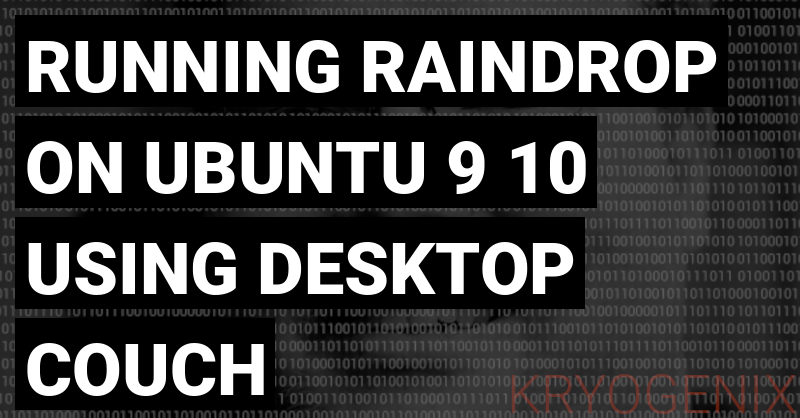 RUNNING RAINDROP
ON UBUNTU 9 10
USING DESKTOP
COUCH
KRYOGENIX